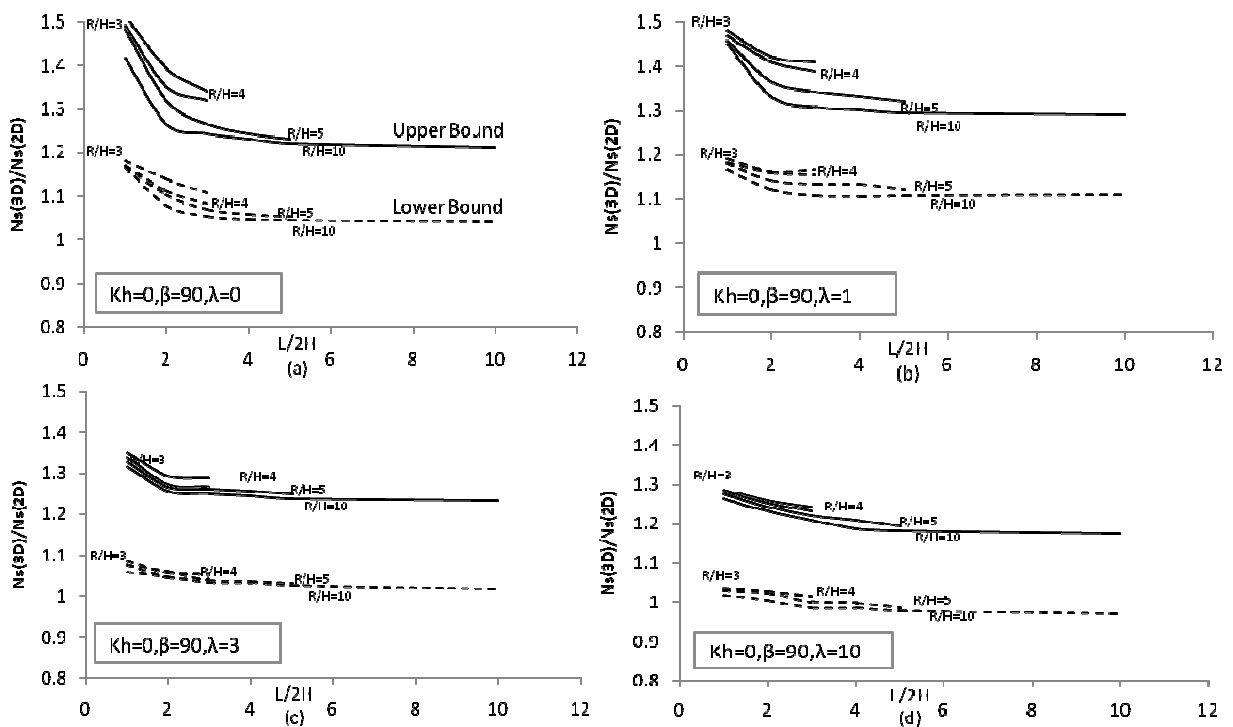 1.5
1.4
1.3
1.2
1.1
1
0.9
0.8
Ns(3D)/Ns(2D)
R/H=3
R/H=4
R/H=5
R/H=10
Upper Bound
R/H=3
R/H=4
R/H=5
R/H=10
Lower Bound
Kh=0,β=90,λ=0
0 2 4 6 8 10 12
L/2H
(a)
1.5
1.4
1.3
1.2
1.1
1
0.9
0.8
Ns(3D)/Ns(2D)
R/H=3
R/H=4
R/H=5
R/H=10
R/H=3
R/H=4
R/H=5
R/H=10
Kh=0,β=90,λ=1
0 2 4 6 8 10 12
L/2H
(b)
1.5
1.4
1.3
1.2
1.1
1
0.9
0.8
Ns(3D)/Ns(2D)
R/H=3
R/H=4
R/H=5
R/H=10
R/H=3
R/H=4
R/H=5
R/H=10
Kh=0,β=90,λ=3
0 2 4 6 8 10 12
L/2H
(c)
1.5
1.4
1.3
1.2
1.1
1
0.9
0.8
Ns(3D)/Ns(2D)
R/H=3
R/H=4
R/H=5
R/H=10
R/H=3
R/H=4
R/H=5
R/H=10
Kh=0,β=90,λ=10
0 2 4 6 8 10 12
L/2H
(d)